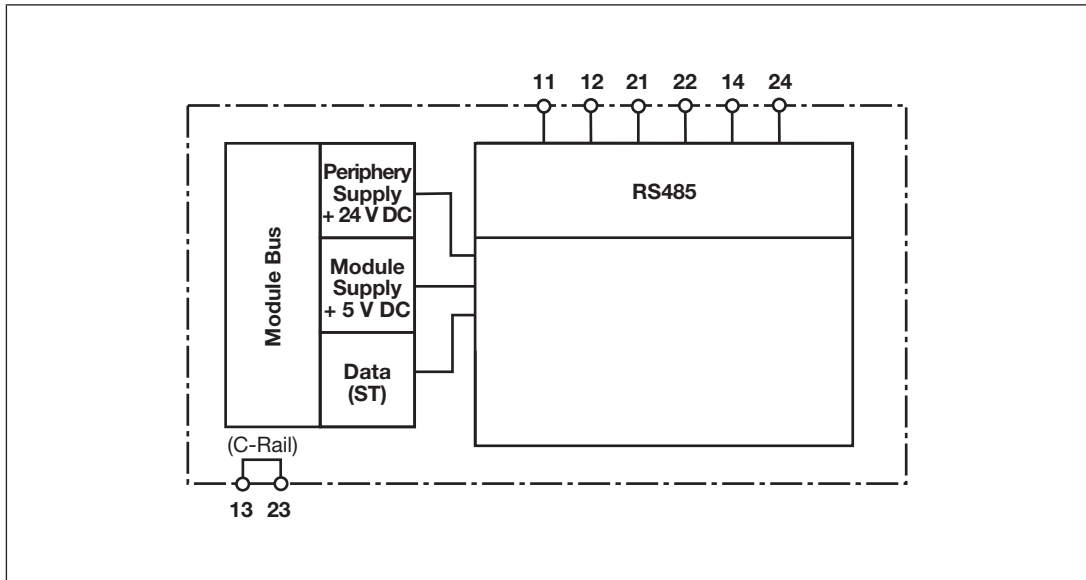 11 12 21 22 14 24
Module Bus
Periphery
Supply
+ 24 V DC
Module
Supply
+ 5 V DC
Data
(ST)
RS485
(C-Rail)
13 23